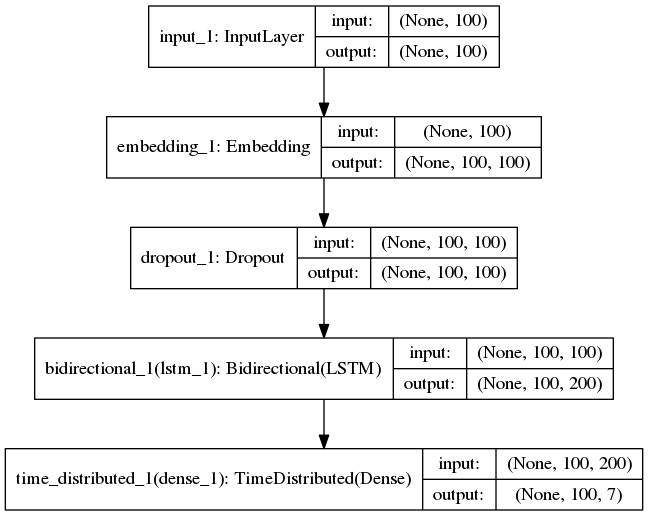 input_1: InputLayer
input:
(None, 100)
output:
(None, 100)
embedding_1: Embedding
input:
(None, 100)
output:
(None, 100, 100)
dropout_1: Dropout
input:
(None, 100, 100)
output:
(None, 100, 100)
bidirectional_1(lstm_1): Bidirectional(LSTM)
input:
(None, 100, 100)
output:
(None, 100, 200)
time_distributed_1(dense_1): TimeDistributed(Dense)
input:
(None, 100, 200)
output:
(None, 100, 7)